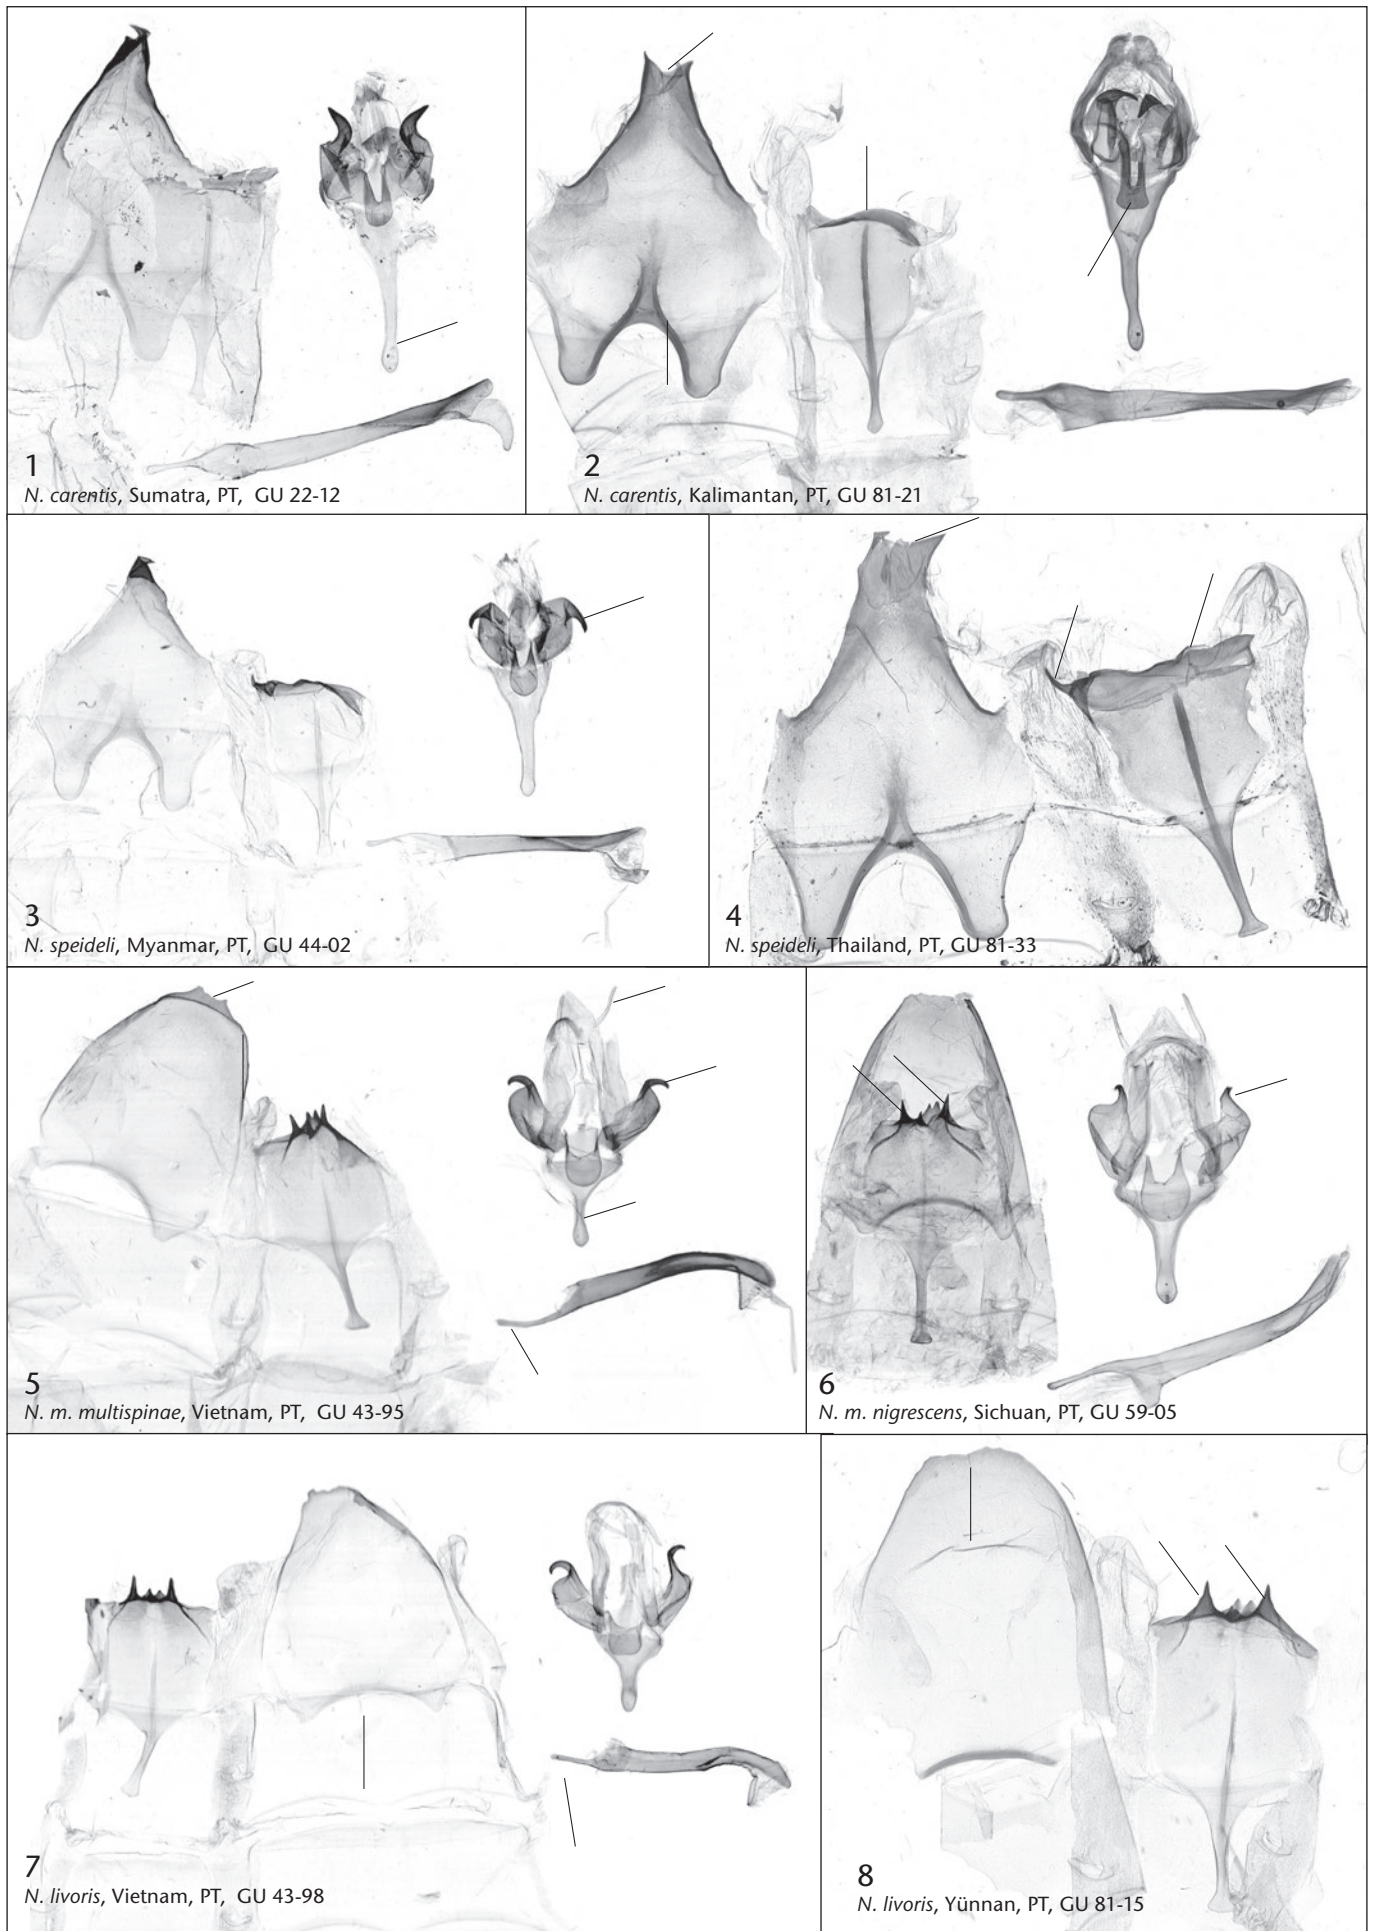 1
N. carentis, Sumatra, PT, GU 22-12
2
N. carentis, Kalimantan, PT, GU 81-21
3
N. speideli, Myanmar, PT, GU 44-02
4
N. speideli, Thailand, PT, GU 81-33
5
N. m. multispinae, Vietnam, PT, GU 43-95
6
N. m. nigrescens, Sichuan, PT, GU 59-05
7
N. livoris, Vietnam, PT, GU 43-98
8
N. livoris, Yünnan, PT, GU 81-15